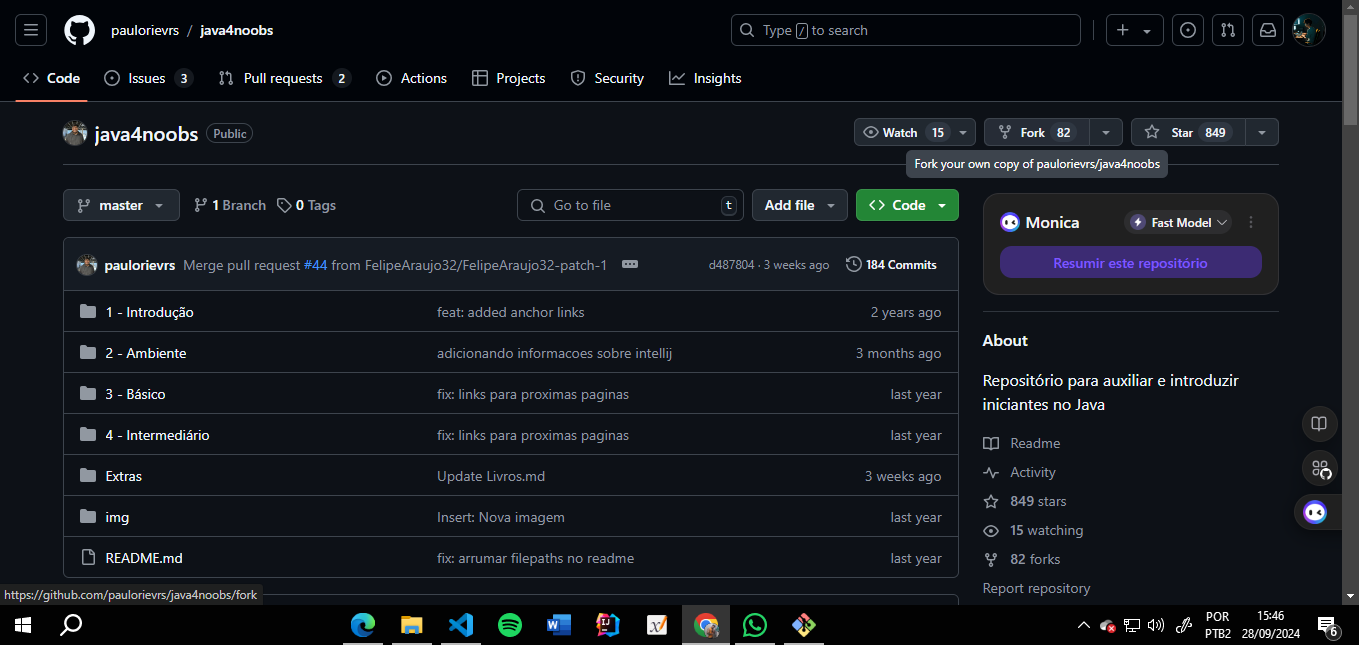 paulorievrs / java4noobs
Type / to search
Code
Issues 3
Pull requests 2
Actions
Projects
Security
Insights
java4noobs Public
Watch 15
Fork 82
Star 849
Fork your own copy of paulorievrs/java4noobs
master
1 Branch
0 Tags
Go to file t
Add file
Code
paulorievrs Merge pull request #44 from FelipeAraujo32/FelipeAraujo32-patch-1
d487804 · 3 weeks ago
184 Commits
1 - Introdução feat: added anchor links 2 years ago
2 - Ambiente adicionando informacoes sobre intellij 3 months ago
3 - Básico fix: links para proximas paginas last year
4 - Intermediário fix: links para proximas paginas last year
Extras Update Livros.md 3 weeks ago
img Insert: Nova imagem last year
README.md fix: arrumar filepaths no readme last year
Monica
Fast Model
Resumir este repositório
About
Repositório para auxiliar e introduzir
iniciantes no Java
Readme
Activity
849 stars
15 watching
82 forks
Report repository
https://github.com/paulorievrs/java4noobs/fork
POR
PTB2
15:46
28/09/2024
6